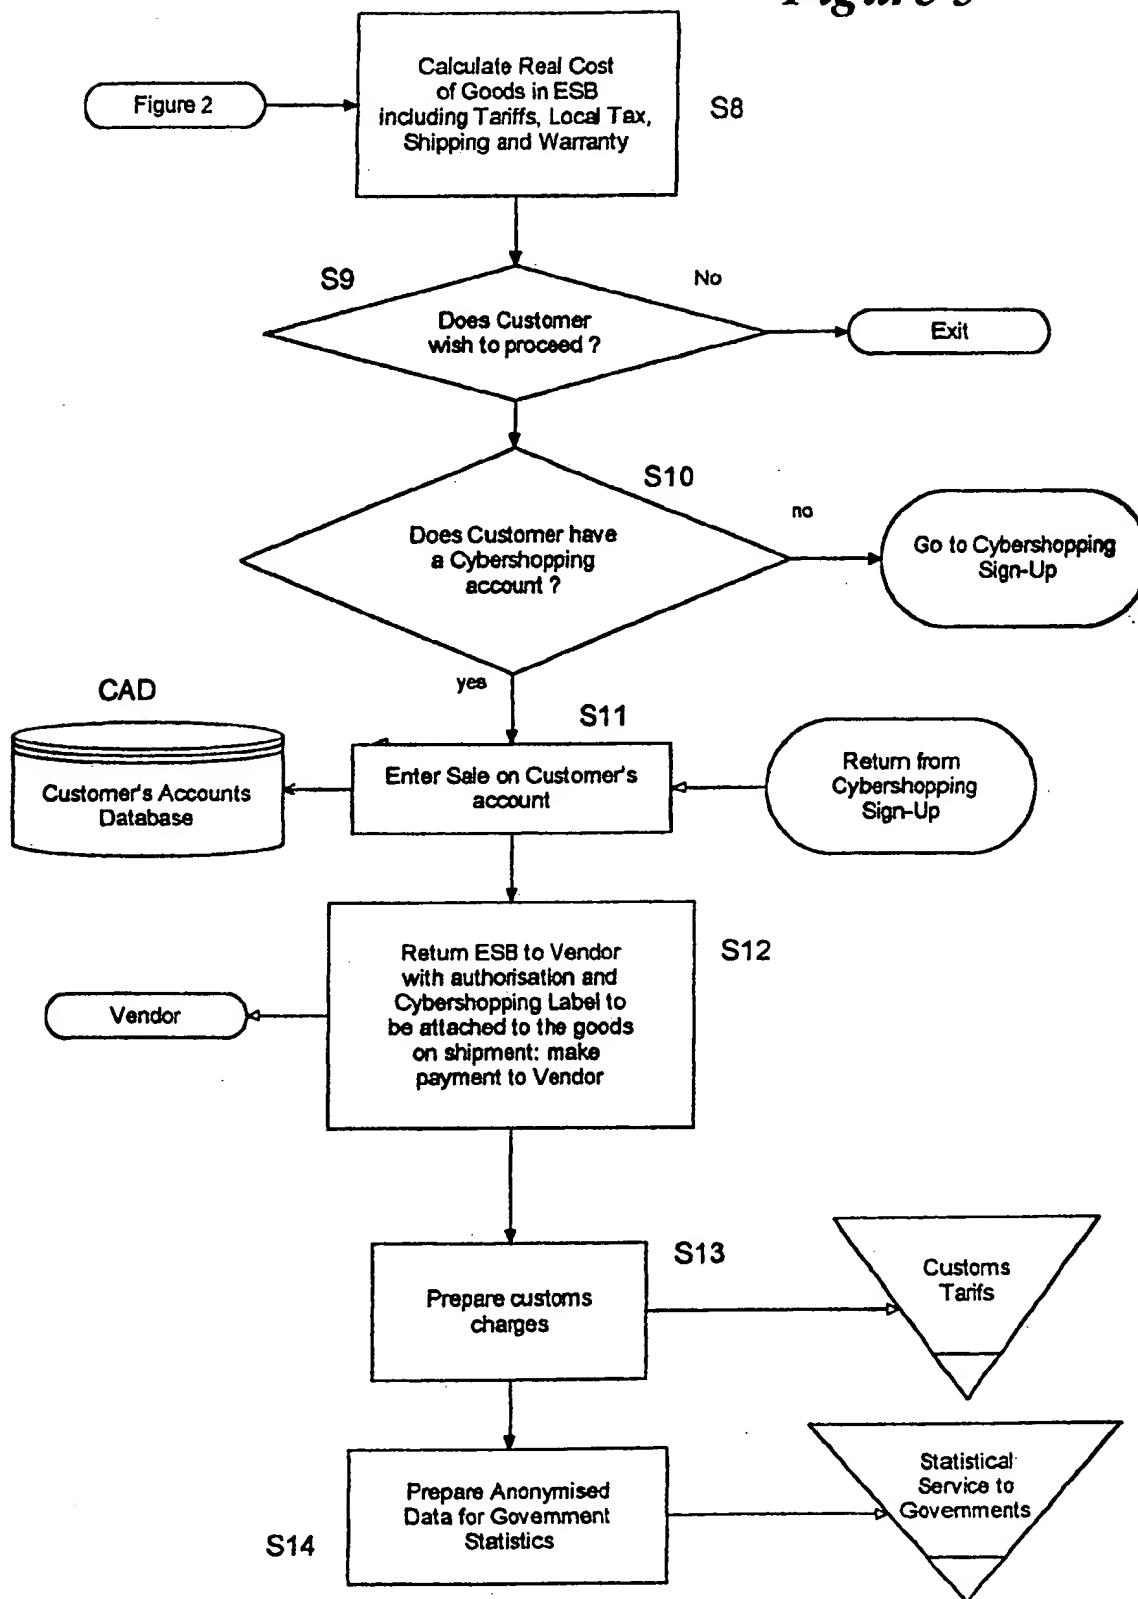 Figure 2
Calculate Real Cost
of Goods in ESB
including Tariffs, Local Tax,
Shipping and Warranty
S8
S9
No
Does Customer
wish to proceed ?
Exit
S10
no
Does Customer have
a Cybershopping
account ?
Go to Cybershopping
Sign-Up
yes
CAD
S11
Customer's Accounts
Database
Enter Sale on Customer's
account
Return from
Cybershopping
Sign-Up
S12
Return ESB to Vendor
with authorisation and
Cybershopping Label to
be attached to the goods
on shipment: make
payment to Vendor
Vendor
S13
Prepare customs
charges
Customs
Tarifs
S14
Prepare Anonymised
Data for Government
Statistics
Statistical
Service to
Governments